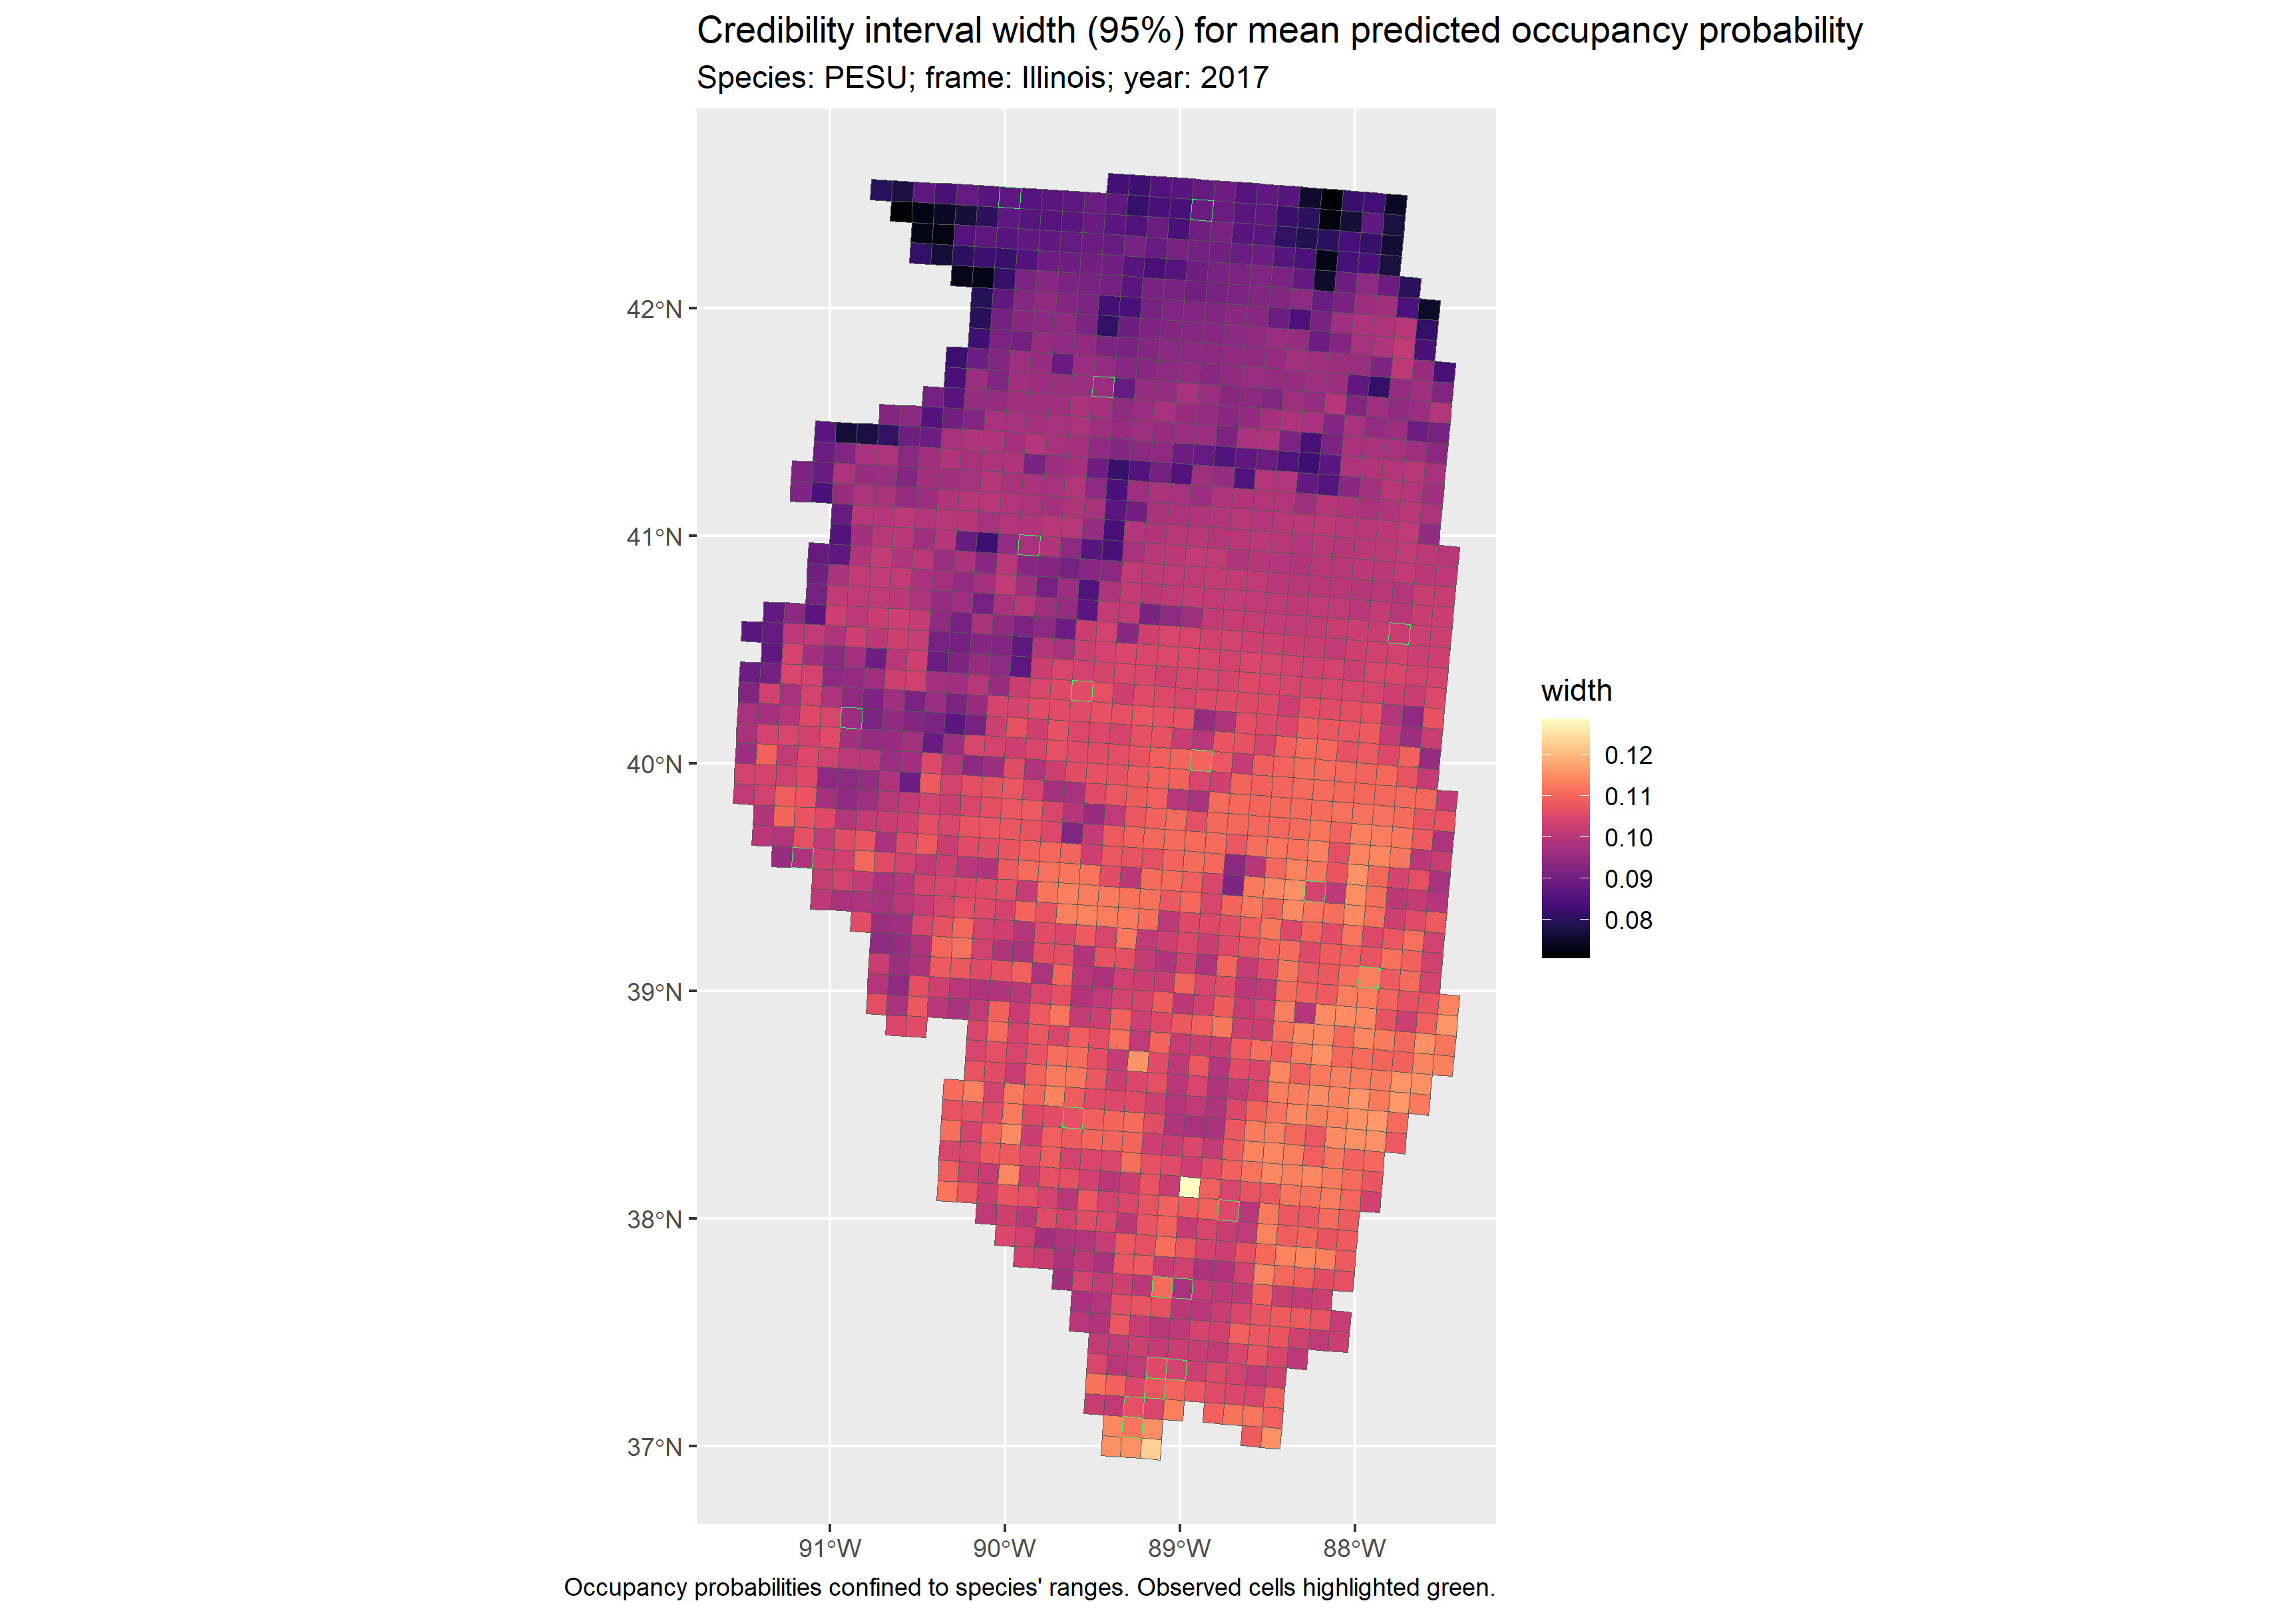 Credibility interval width (95%) for mean predicted occupancy probability
Species: PESU; frame: Illinois; year: 2017
42°N
41°N
40°N
39°N
38°N
37°N
91°W
90°W
89°W
88°W
width
0.12
0.11
0.10
0.09
0.08
Occupancy probabilities confined to species' ranges. Observed cells highlighted green.